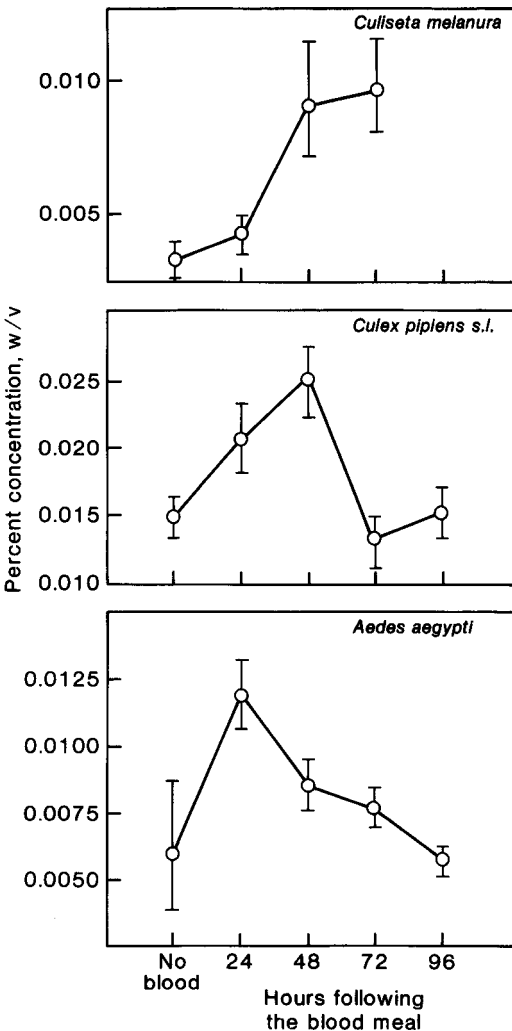 Culiseta melanura
0.010
0.005
Culex pipiens s.l.
0.025
0.020
0.015
0.010
Percent concentration, w/v
Aedes aegypti
0.0125
0.0100
0.0075
0.0050
No blood
24
48
72
96
Hours following
the blood meal